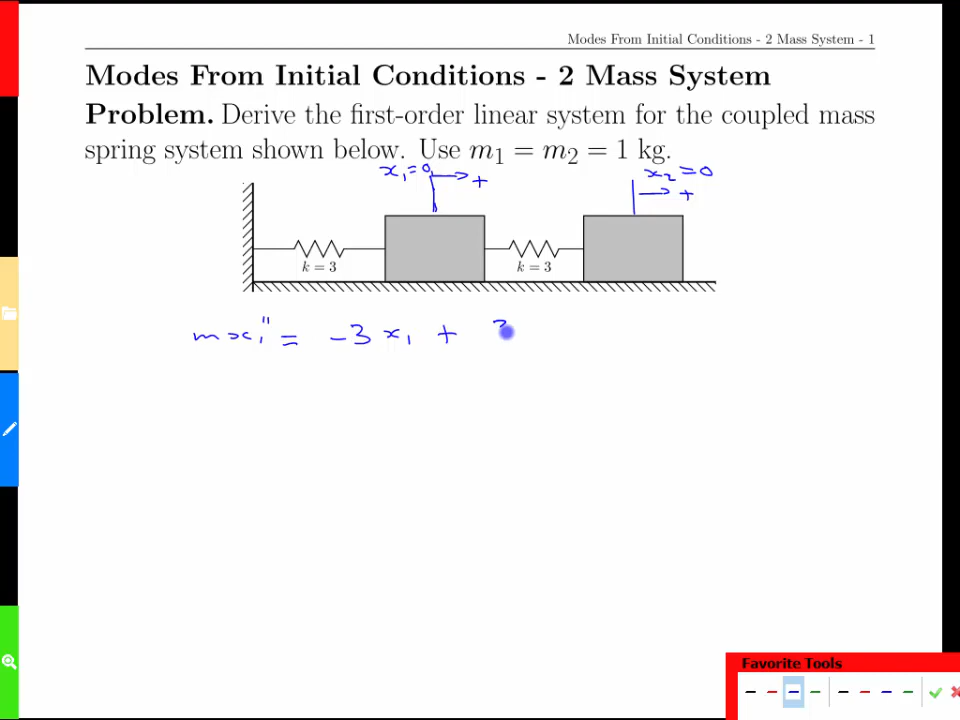 Modes From Initial Conditions - 2 Mass System - 1
Modes From Initial Conditions - 2 Mass System
Problem. Derive the first-order linear system for the coupled mass
spring system shown below. Use m₁ = m₂ = 1 kg.
x₁=0 +
x₂=0 +
k = 3
k = 3
mx₁'' = -3x₁ +
Favorite Tools